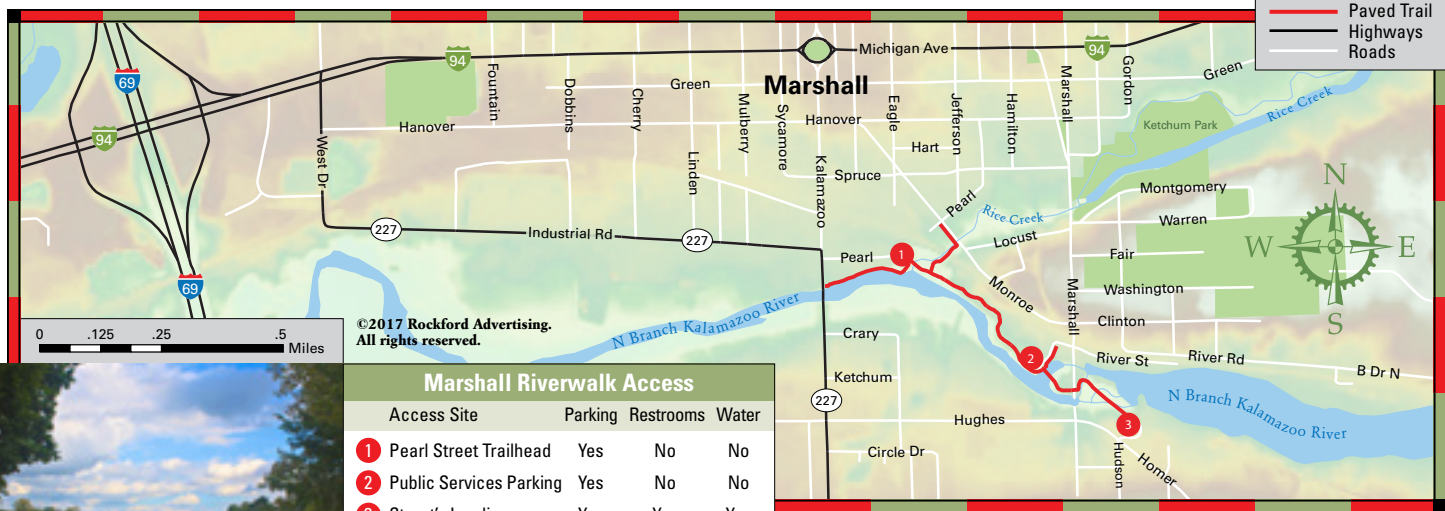 Paved Trail
Highways
Roads
94
Michigan Ave
94
69
94
Marshall
Fountain
Dobbins
Cherry
Green
Mulberry
Sycamore
Hanover
Hanover
Eagle
Jefferson
Hamilton
Marshall
Gordon
Green
Rice Creek
Ketchum Park
West Dr
Linden
Kalamazoo
Hart
Spruce
Pearl
Rice Creek
Montgomery
Warren
Locust
N
W
E
S
227
Industrial Rd
227
Pearl
1
Fair
Washington
Monroe
Marshall
Clinton
69
N Branch Kalamazoo River
0 .125 .25 .5
Miles
©2017 Rockford Advertising.
All rights reserved.
Crary
2
River St
River Rd
B Dr N
Ketchum
227
N Branch Kalamazoo River
Hughes
3
Circle Dr
Hudson
Homer
Marshall Riverwalk Access
Access Site Parking Restrooms Water
1 Pearl Street Trailhead Yes No No
2 Public Services Parking Yes No No